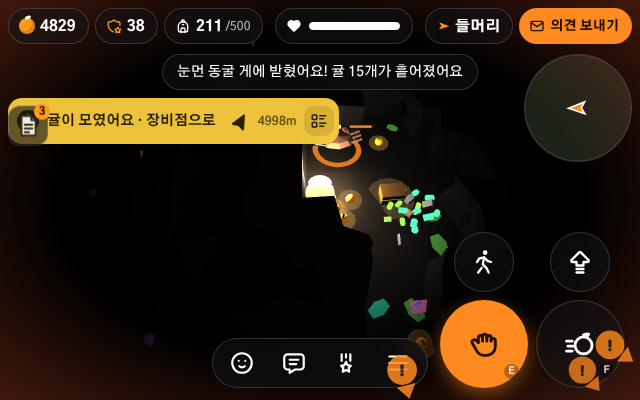 4829
38
211 /500
들머리
의견 보내기
눈먼 동굴 게에 받혔어요! 귤 15개가 흩어졌어요
3
귤이 모였어요 · 장비점으로
4998m
!
!
!
E
F